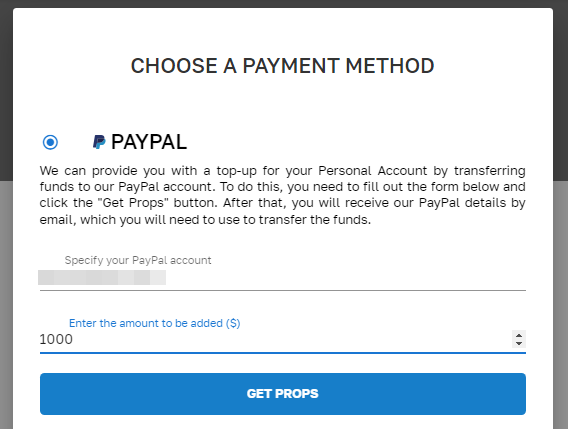 CHOOSE A PAYMENT METHOD
PAYPAL
We can provide you with a top-up for your Personal Account by transferring
funds to our PayPal account. To do this, you need to fill out the form below and
click the "Get Props" button. After that, you will receive our PayPal details by
email, which you will need to use to transfer the funds.
Specify your PayPal account
Enter the amount to be added ($)
1000
GET PROPS